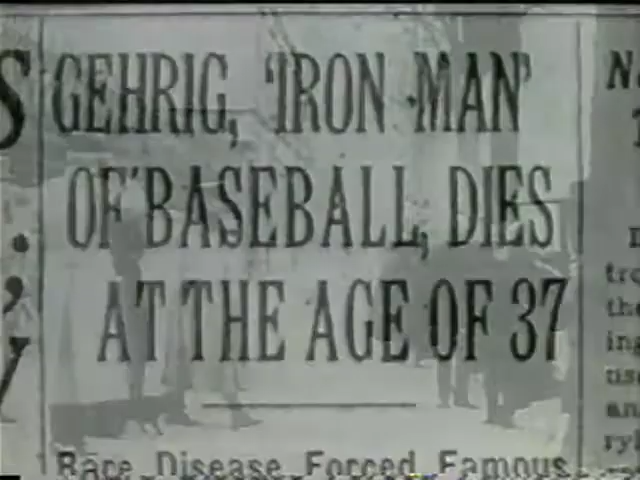 GEHRIG, 'IRON MAN'
OF BASEBALL, DIES
AT THE AGE OF 37
Rare Disease Forced Famous